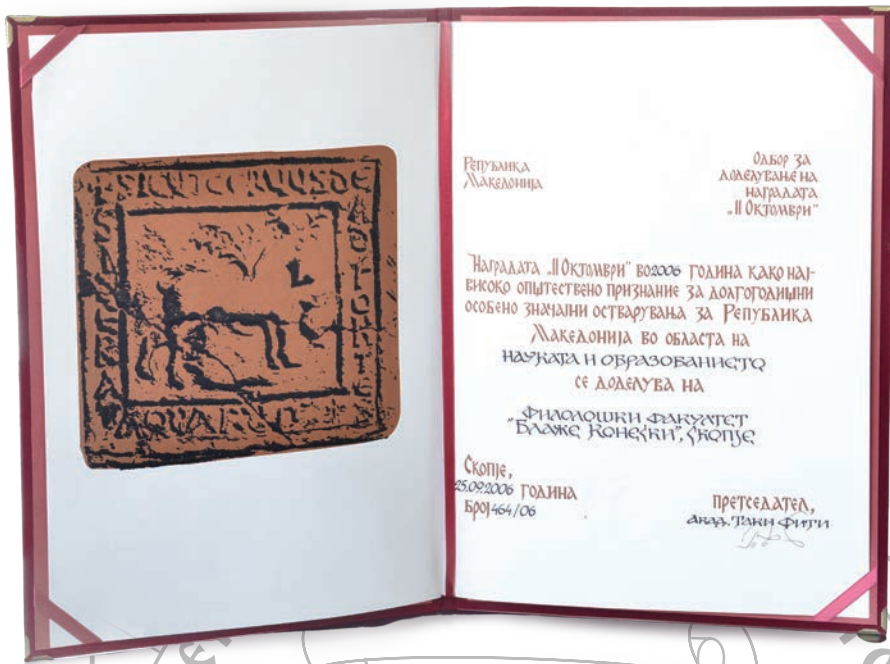 Република
Македонија
Одбор за
доделување на
наградата
„11 Октомври“
Наградата „11 Октомври“ во 2006 година како нај-
високо општествено признание за долгогодишни
особено значајни остварувања за Република
Македонија во областа на
науката и образованието
се доделува на
Филолошки факултет
"Блаже Конески", Скопје
Скопје,
25.09.2006 година
Број 464/06
претседател,
акад. Таки Фити